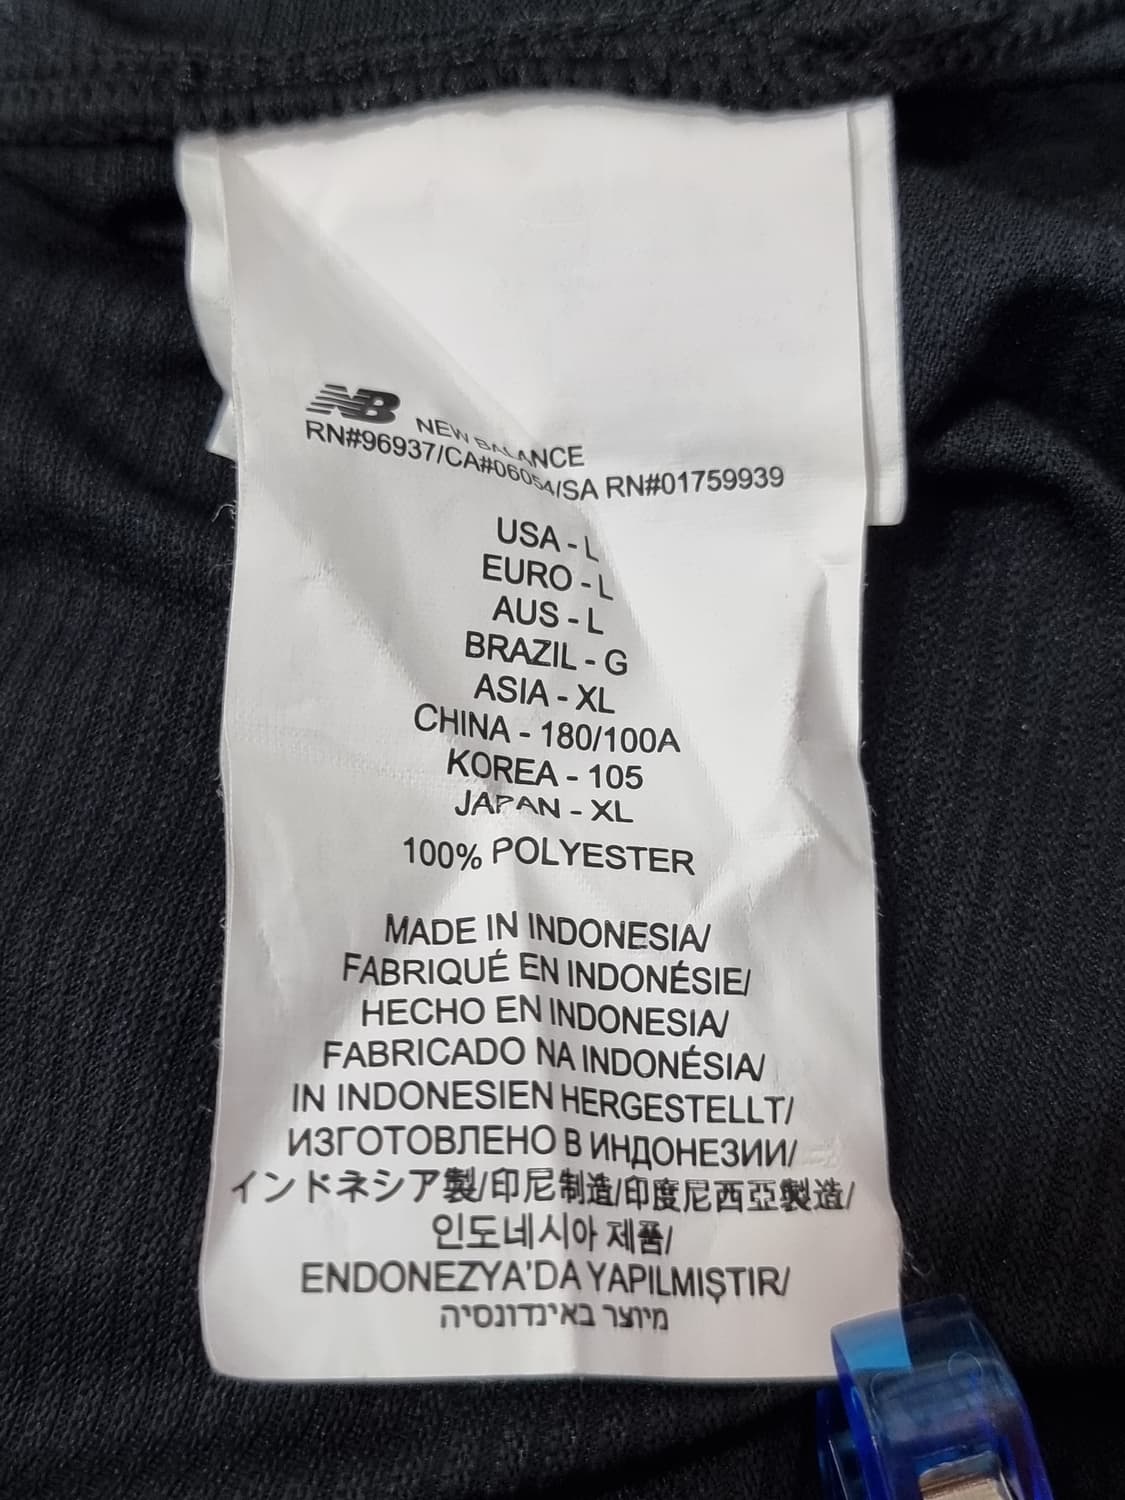 NB NEW BALANCE
RN#96937/CA#06054/SA RN#01759939
USA - L
EURO - L
AUS - L
BRAZIL - G
ASIA - XL
CHINA - 180/100A
KOREA - 105
JAPAN - XL
100% POLYESTER
MADE IN INDONESIA/
FABRIQUÉ EN INDONÉSIE/
HECHO EN INDONESIA/
FABRICADO NA INDONÉSIA/
IN INDONESIEN HERGESTELLT/
ИЗГОТОВЛЕНО В ИНДОНЕЗИИ/
インドネシア製/印尼制造/印度尼西亞製造/
인도네시아 제품/
ENDONEZYA'DA YAPILMIŞTIR/
מיוצר באינדונסיה